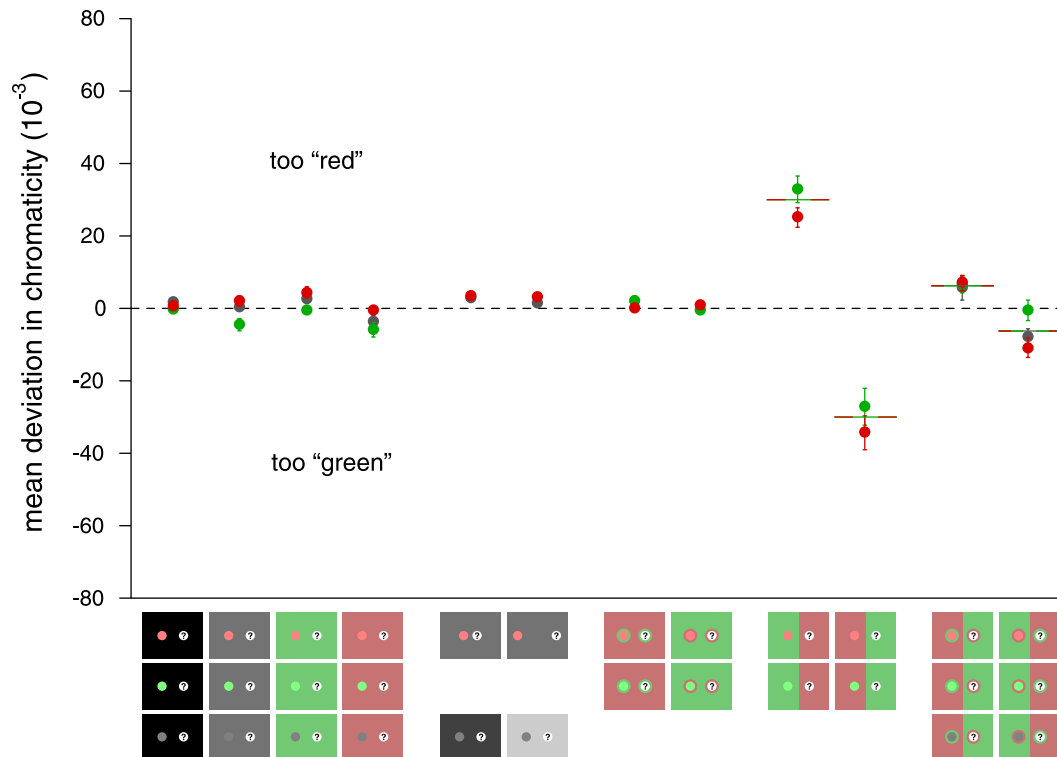 mean deviation in chromaticity (10⁻³)
80
60
40
20
0
-20
-40
-60
-80
too “red”
too “green”
? ? ? ? ? ? ? ? ? ? ? ?
? ? ? ? ? ? ? ? ? ?
? ? ? ? ? ? ? ?